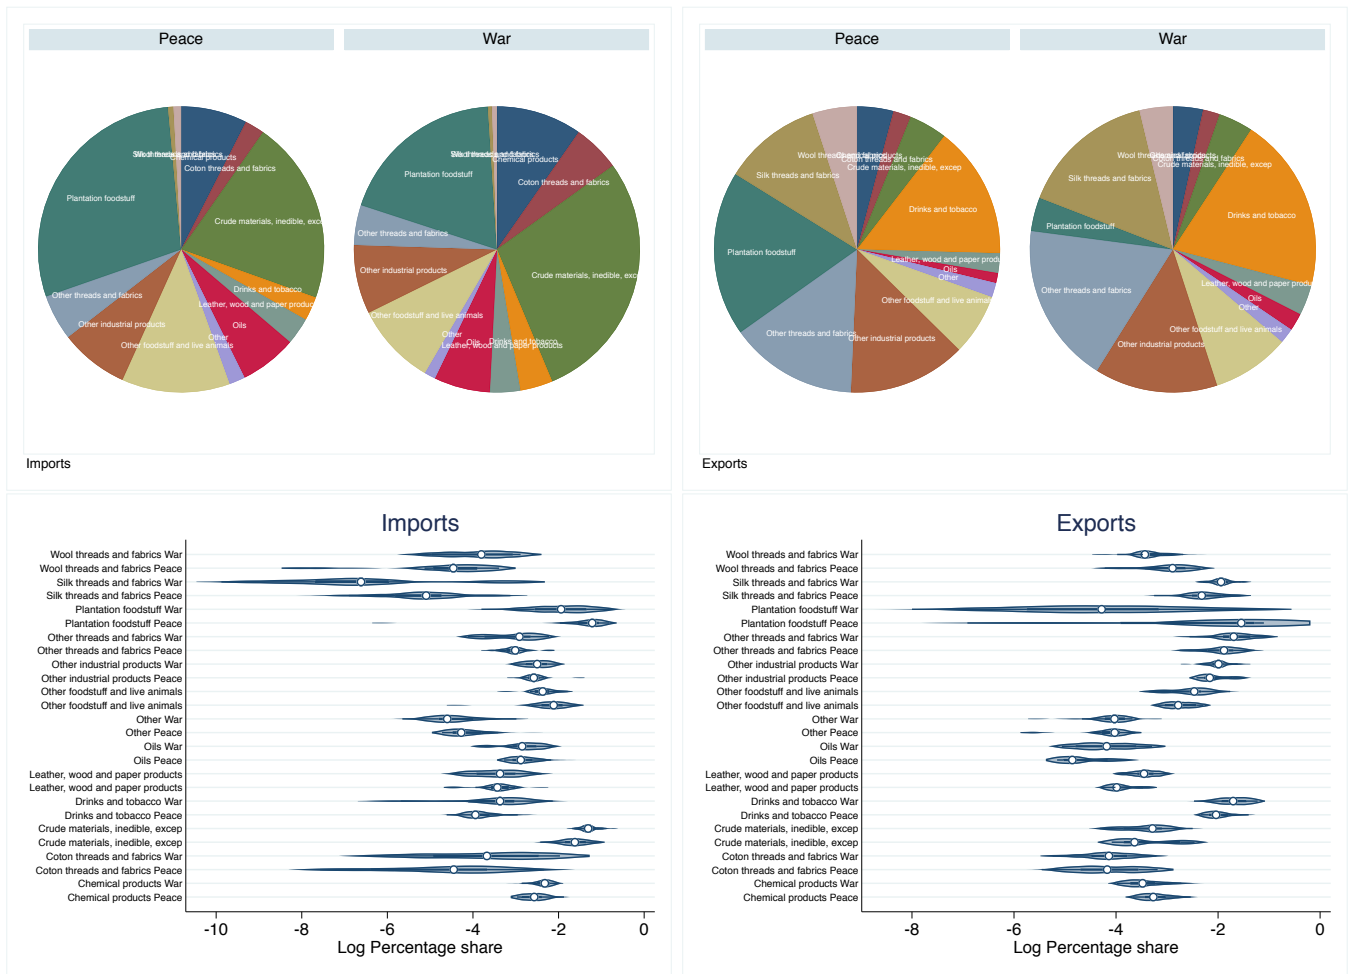 Peace
War
Chemical products
Coton threads and fabrics
Plantation foodstuff
Crude materials, inedible, exc
Drinks and tobacco
Other threads and fabrics
Leather, wood and paper produc
Other industrial products
Oils
Other
Other foodstuff and live animals
Chemical products
Plantation foodstuff
Coton threads and fabrics
Other threads and fabrics
Other industrial products
Crude materials, inedible, exc
Other foodstuff and live animals
Other
Oils
Drinks and tobacco
Leather, wood and paper products
Imports
Peace
War
Coton threads and fabrics
Crude materials, inedible, excep
Silk threads and fabrics
Drinks and tobacco
Plantation foodstuff
Leather, wood and paper produ
Oils
Other
Other foodstuff and live animals
Other threads and fabrics
Other industrial products
Crude materials, inedible, excep
Silk threads and fabrics
Drinks and tobacco
Plantation foodstuff
Other threads and fabrics
Leather, wood and paper produ
Oils
Other
Other foodstuff and live animals
Other industrial products
Exports
Imports
Wool threads and fabrics War
Wool threads and fabrics Peace
Silk threads and fabrics War
Silk threads and fabrics Peace
Plantation foodstuff War
Plantation foodstuff Peace
Other threads and fabrics War
Other threads and fabrics Peace
Other industrial products War
Other industrial products Peace
Other foodstuff and live animals
Other foodstuff and live animals
Other War
Other Peace
Oils War
Oils Peace
Leather, wood and paper products
Leather, wood and paper products
Drinks and tobacco War
Drinks and tobacco Peace
Crude materials, inedible, excep
Crude materials, inedible, excep
Coton threads and fabrics War
Coton threads and fabrics Peace
Chemical products War
Chemical products Peace
-10 -8 -6 -4 -2 0
Log Percentage share
Exports
Wool threads and fabrics War
Wool threads and fabrics Peace
Silk threads and fabrics War
Silk threads and fabrics Peace
Plantation foodstuff War
Plantation foodstuff Peace
Other threads and fabrics War
Other threads and fabrics Peace
Other industrial products War
Other industrial products Peace
Other foodstuff and live animals
Other foodstuff and live animals
Other War
Other Peace
Oils War
Oils Peace
Leather, wood and paper products
Leather, wood and paper products
Drinks and tobacco War
Drinks and tobacco Peace
Crude materials, inedible, excep
Crude materials, inedible, excep
Coton threads and fabrics War
Coton threads and fabrics Peace
Chemical products War
Chemical products Peace
-8 -6 -4 -2 0
Log Percentage share